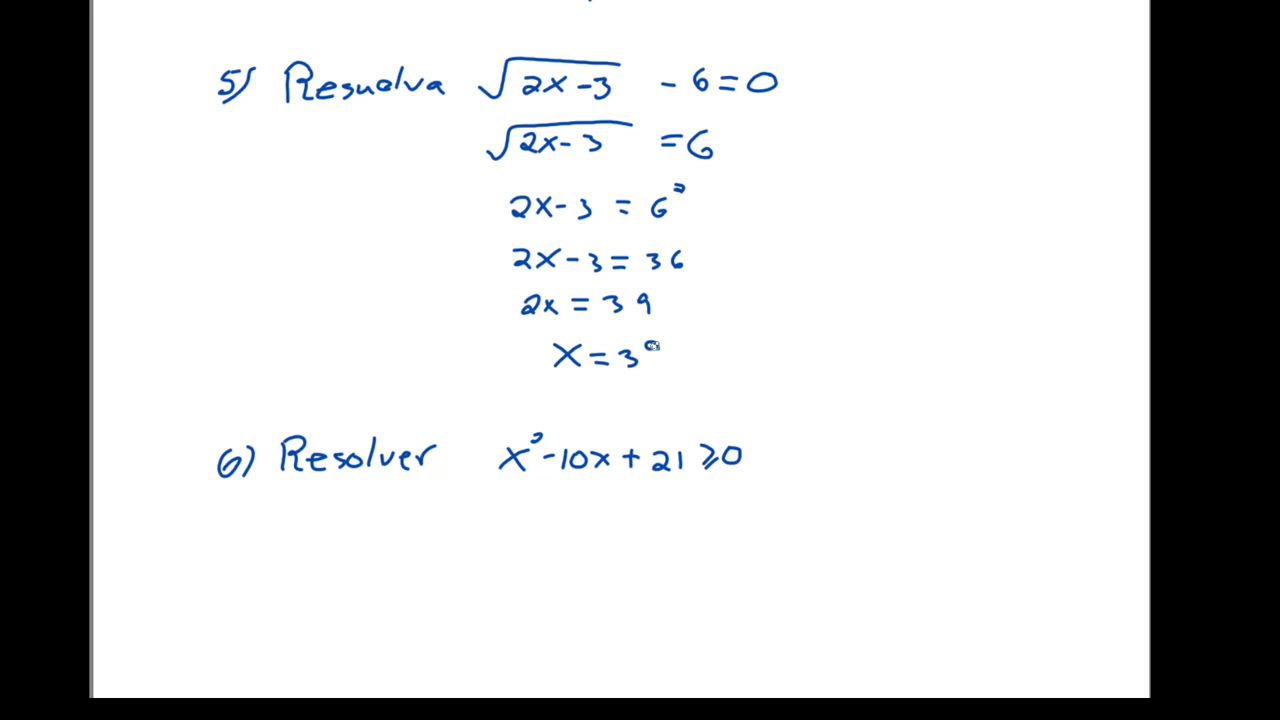 5) Resuelva √(2x-3) - 6 = 0
√(2x-3) = 6
2x-3 = 6²
2x-3 = 36
2x = 39
x = 3
6) Resolver x²-10x+21 ≥ 0